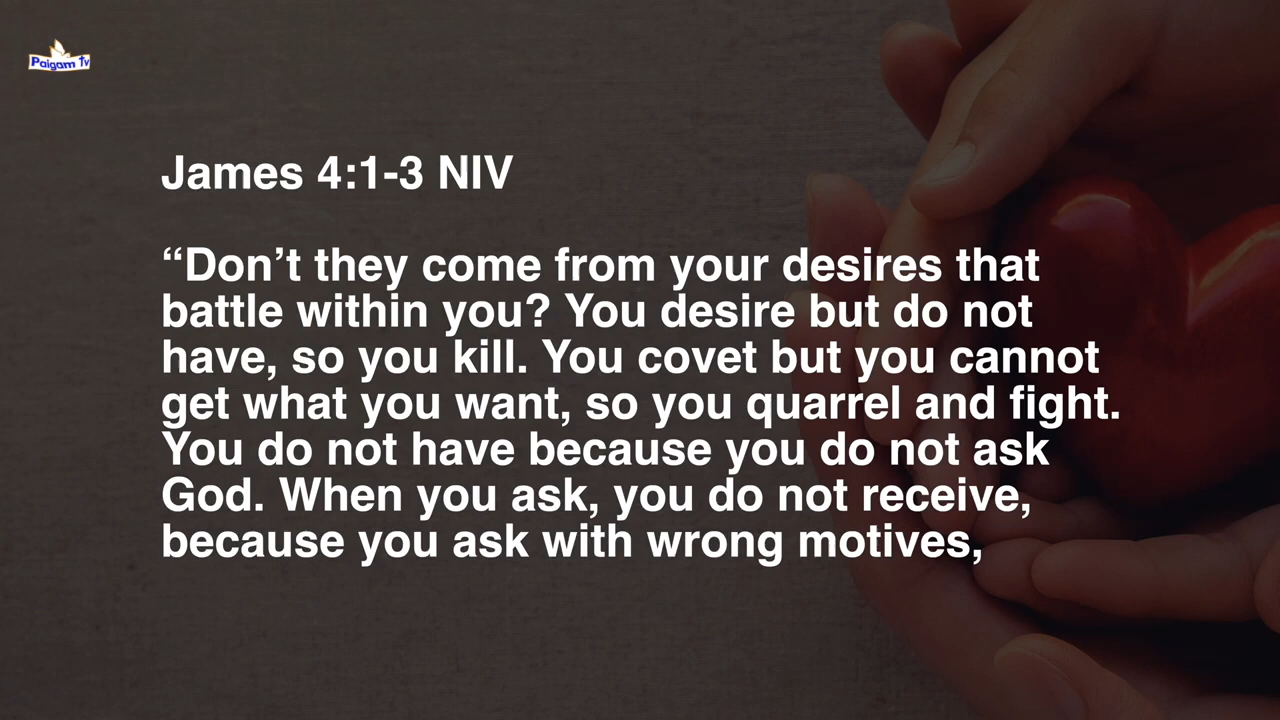 Paigam Tv
James 4:1-3 NIV
“Don’t they come from your desires that
battle within you? You desire but do not
have, so you kill. You covet but you cannot
get what you want, so you quarrel and fight.
You do not have because you do not ask
God. When you ask, you do not receive,
because you ask with wrong motives,